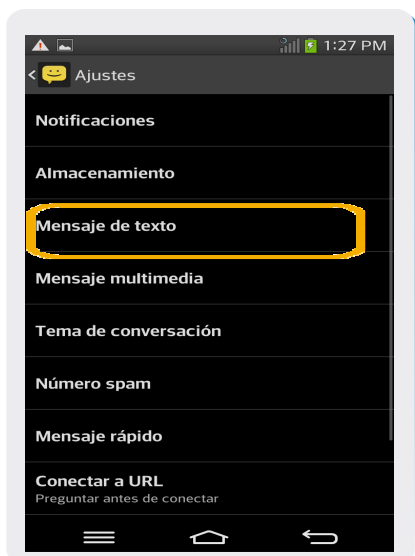 1:27 PM
Ajustes
Notificaciones
Almacenamiento
Mensaje de texto
Mensaje multimedia
Tema de conversación
Número spam
Mensaje rápido
Conectar a URL
Preguntar antes de conectar